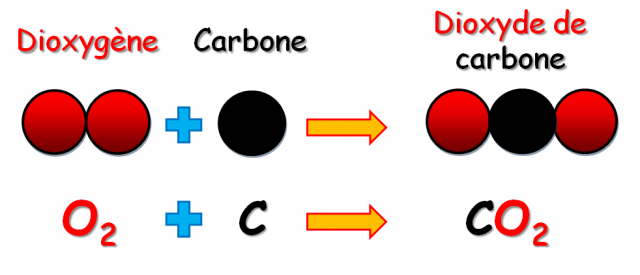 Dioxygène Carbone Dioxyde de
carbone
O₂ + C CO₂